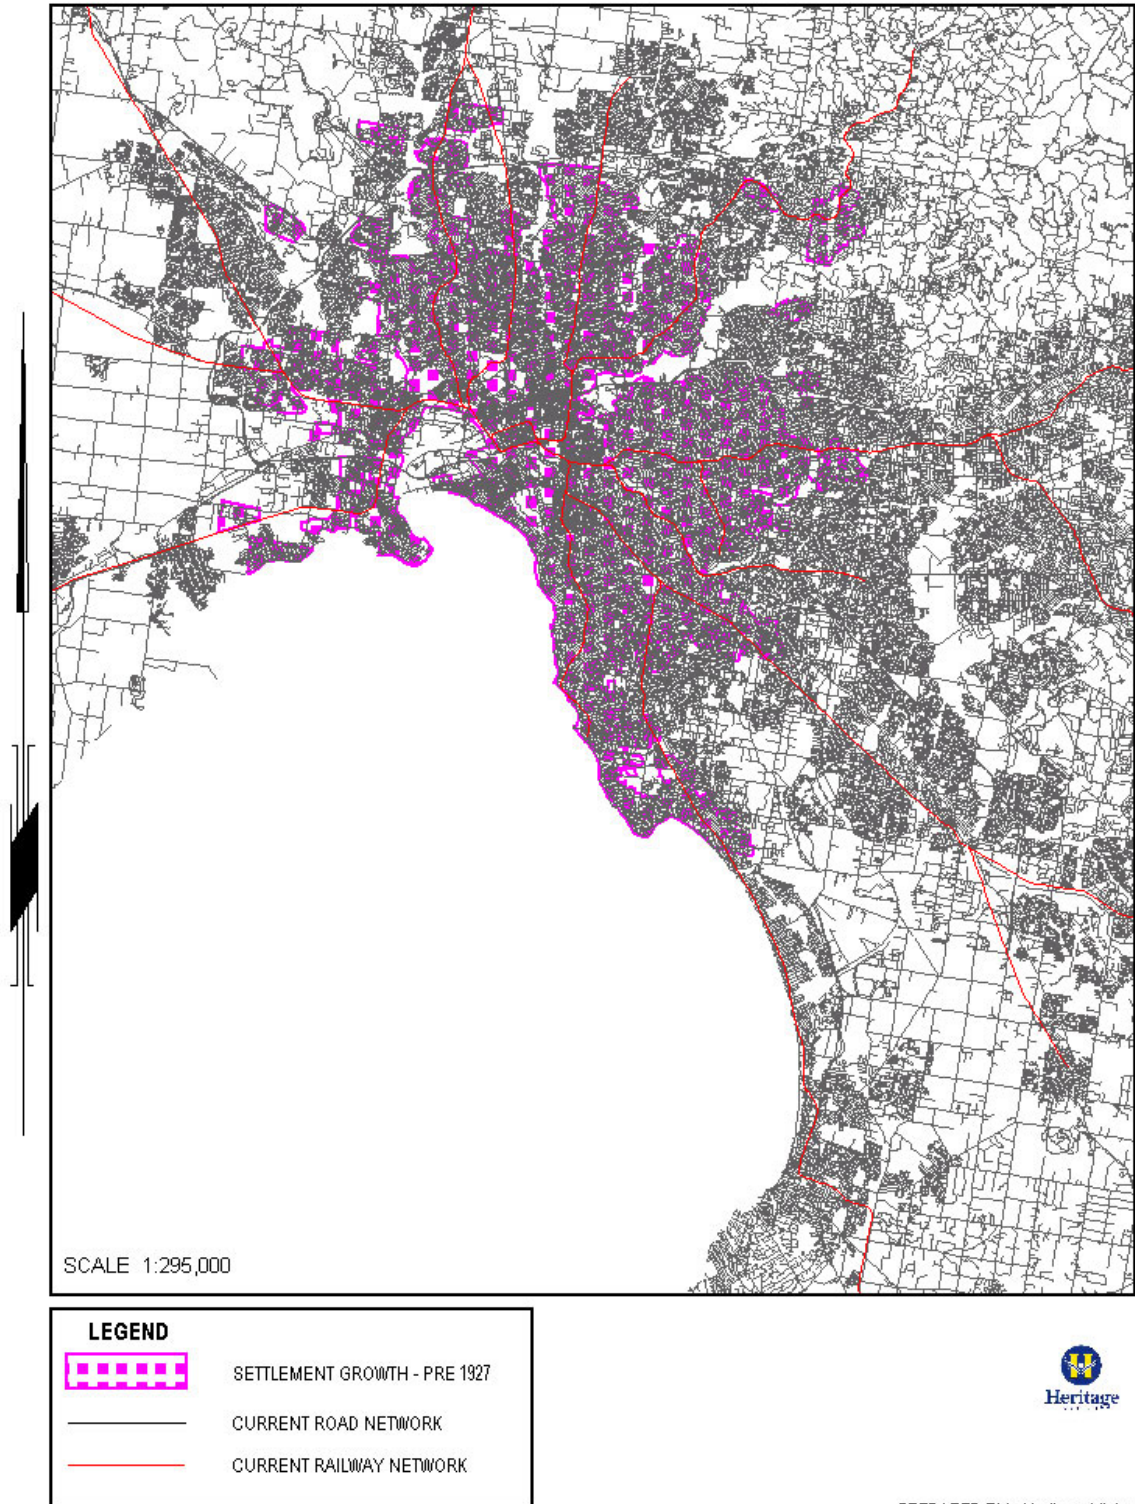 SCALE 1:295,000
LEGEND
SETTLEMENT GROWTH - PRE 1927
CURRENT ROAD NETWORK
CURRENT RAILWAY NETWORK
H
Heritage